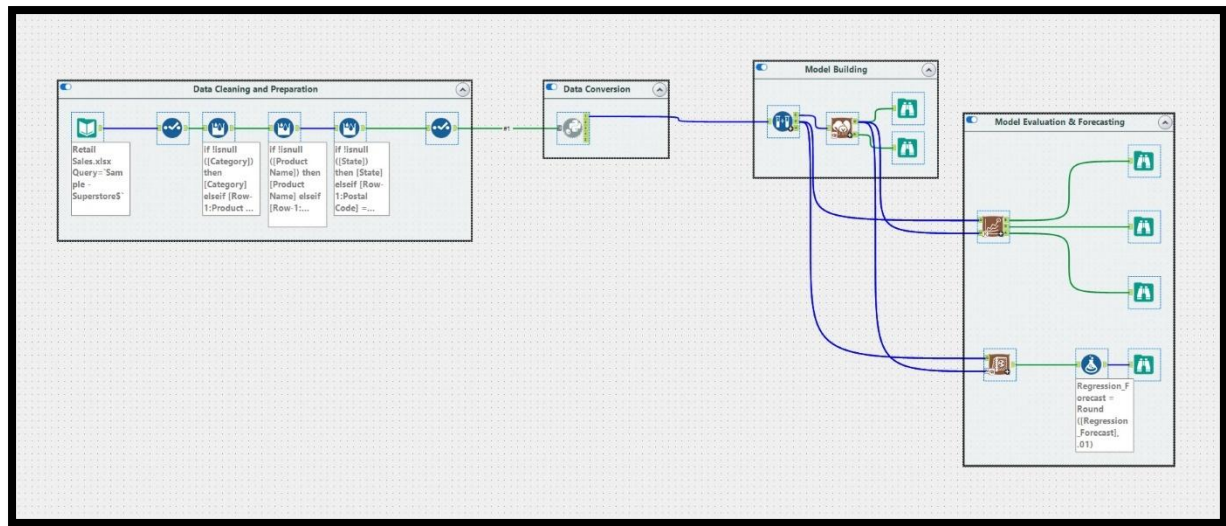 Data Cleaning and Preparation
Retail
Sales.xlsx
Query=`Sam
ple -
Superstore$`
if !isnull
([Category])
then
[Category]
elseif [Row-
1:Product ...
if !isnull
([Product
Name]) then
[Product
Name] elseif
[Row-1:...
if !isnull
([State])
then [State]
elseif [Row-
1:Postal
Code] =...
Data Conversion
#1
Model Building
Model Evaluation & Forecasting
Regression_F
orecast =
Round
([Regression
_Forecast],
.01)